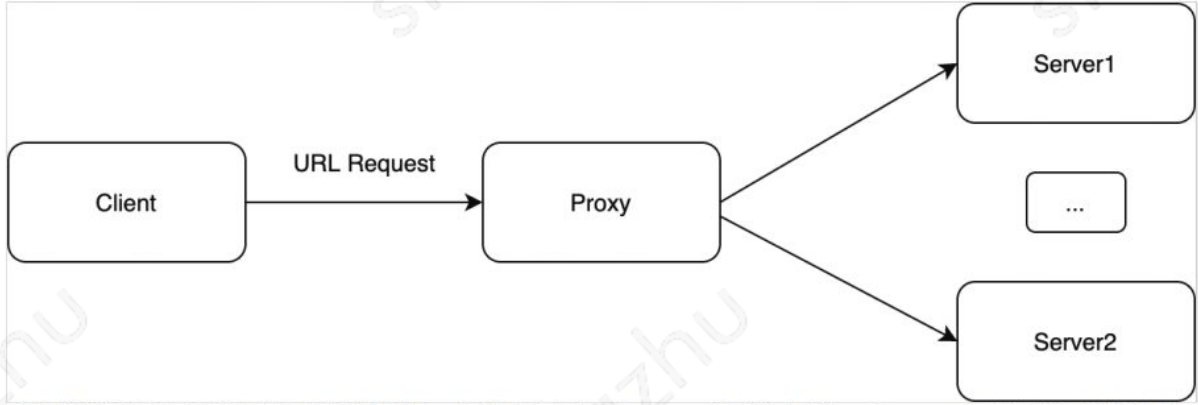 Server1
URL Request
Client
Proxy
...
Server2